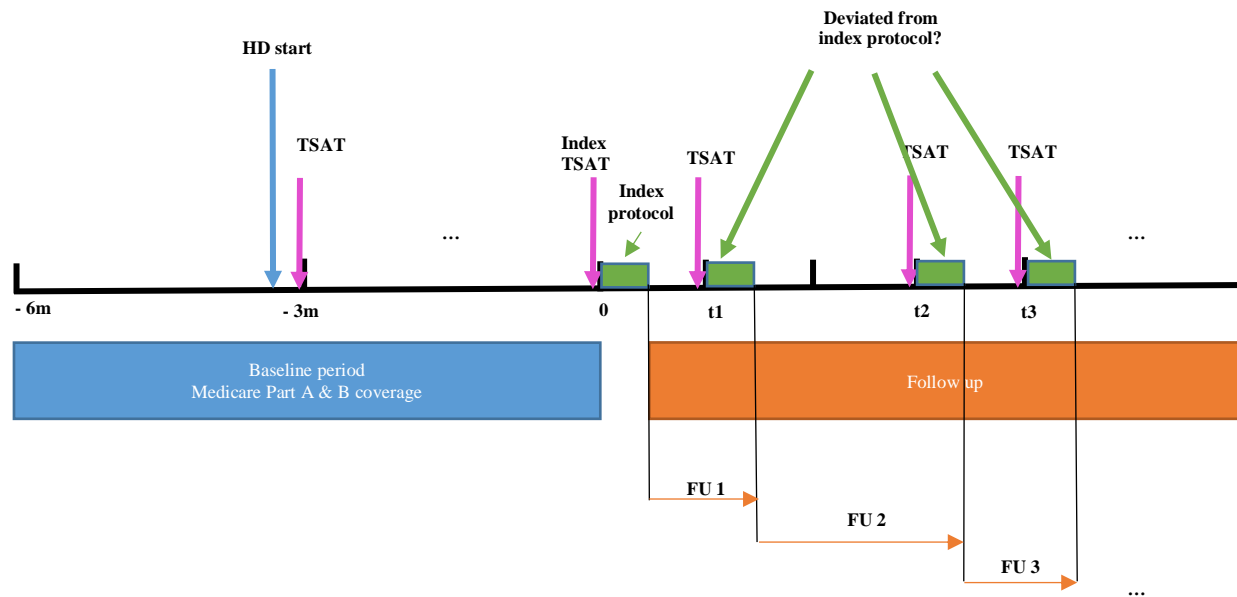 Deviated from
index protocol?
HD start
TSAT
Index
TSAT
TSAT
TSAT
TSAT
Index
protocol
...
...
- 6m
- 3m
0
t1
t2
t3
Baseline period
Medicare Part A & B coverage
Follow up
FU 1
FU 2
FU 3
...